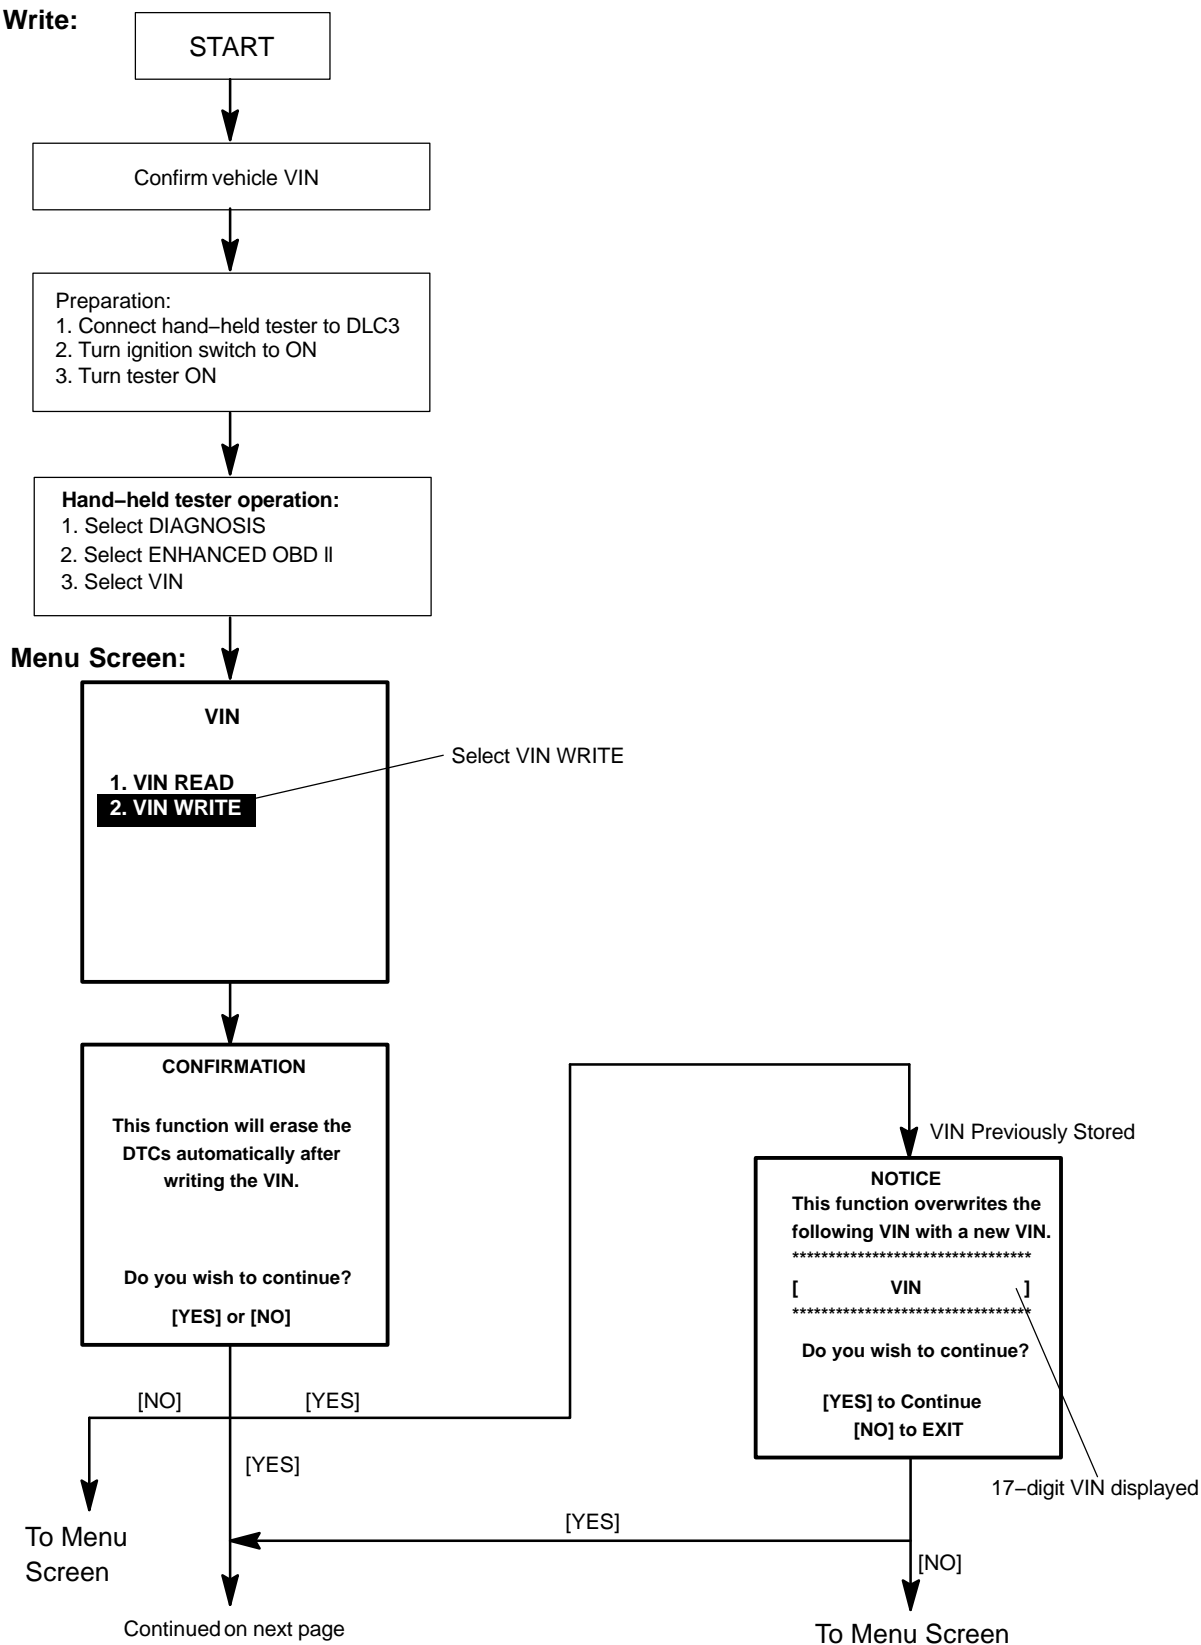 Write:
START
Confirm vehicle VIN
Preparation:
1. Connect hand−held tester to DLC3
2. Turn ignition switch to ON
3. Turn tester ON
Hand−held tester operation:
1. Select DIAGNOSIS
2. Select ENHANCED OBD II
3. Select VIN
Menu Screen:
VIN
Select VIN WRITE
1. VIN READ
2. VIN WRITE
CONFIRMATION
This function will erase the
DTCs automatically after
writing the VIN.
Do you wish to continue?
[YES] or [NO]
VIN Previously Stored
NOTICE
This function overwrites the
following VIN with a new VIN.
*********************************
[ VIN ]
*********************************
Do you wish to continue?
[YES] to Continue
[NO] to EXIT
17−digit VIN displayed
[NO]
[YES]
[YES]
[YES]
[NO]
To Menu
Screen
Continued on next page
To Menu Screen